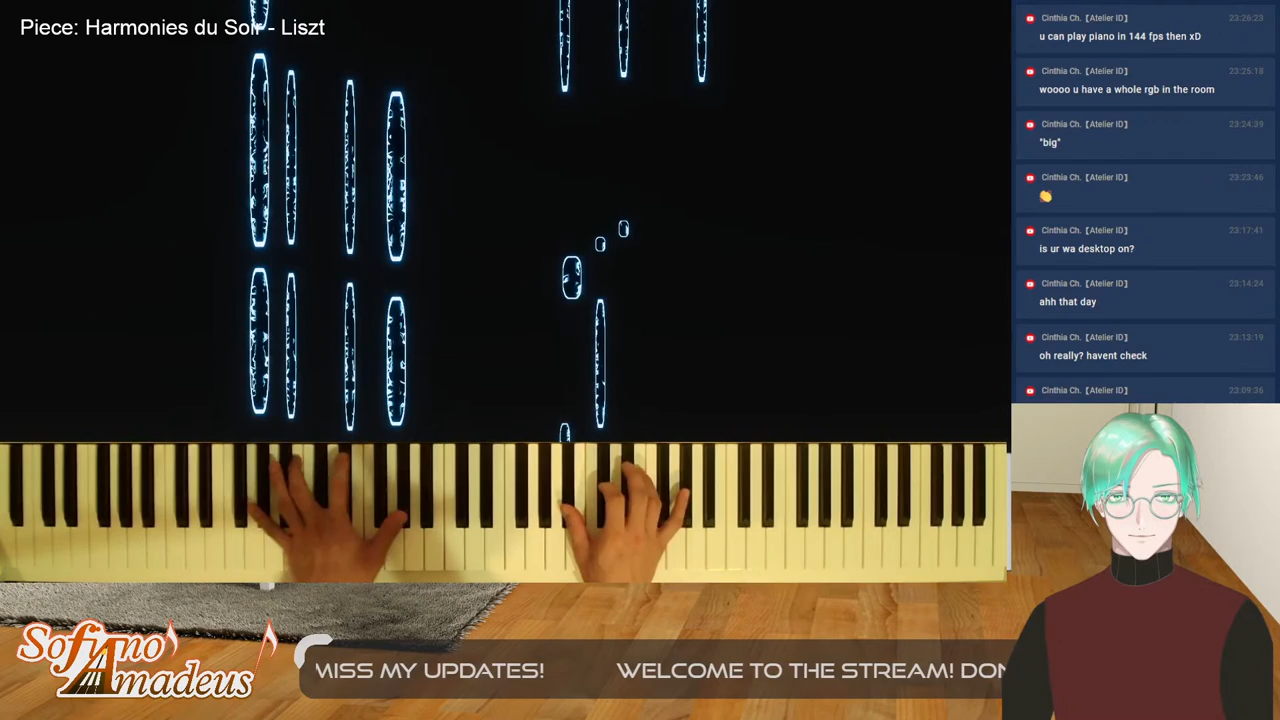 Piece: Harmonies du Soir - Liszt
Cinthia Ch.【Atelier ID】 23:26:23
u can play piano in 144 fps then xD
Cinthia Ch.【Atelier ID】 23:25:18
woooo u have a whole rgb in the room
Cinthia Ch.【Atelier ID】 23:24:39
"big"
Cinthia Ch.【Atelier ID】 23:23:46
👏
Cinthia Ch.【Atelier ID】 23:17:41
is ur wa desktop on?
Cinthia Ch.【Atelier ID】 23:14:24
ahh that day
Cinthia Ch.【Atelier ID】 23:13:19
oh really? havent check
Cinthia Ch.【Atelier ID】 23:09:36
Sofiano
Amadeus
MISS MY UPDATES! WELCOME TO THE STREAM! DON